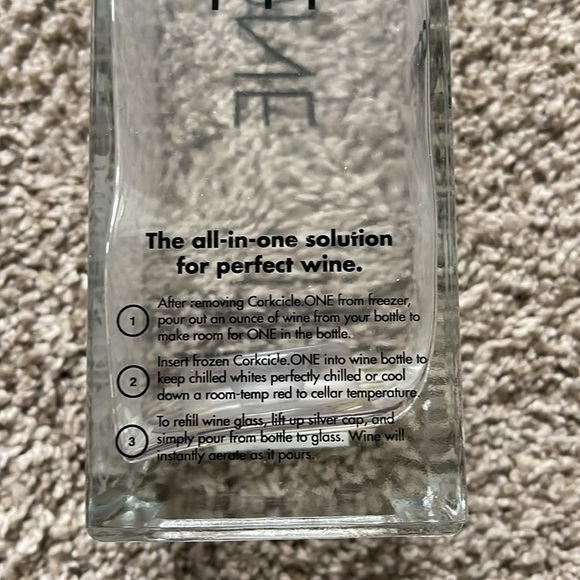 The all-in-one solution
for perfect wine.
1
After removing Corkcicle.ONE from freezer,
pour out an ounce of wine from your bottle to
make room for ONE in the bottle.
2
Insert frozen Corkcicle.ONE into wine bottle to
keep chilled whites perfectly chilled or cool
down a room-temp red to cellar temperature.
3
To refill wine glass, lift up silver cap, and
simply pour from bottle to glass. Wine will
instantly aerate as it pours.